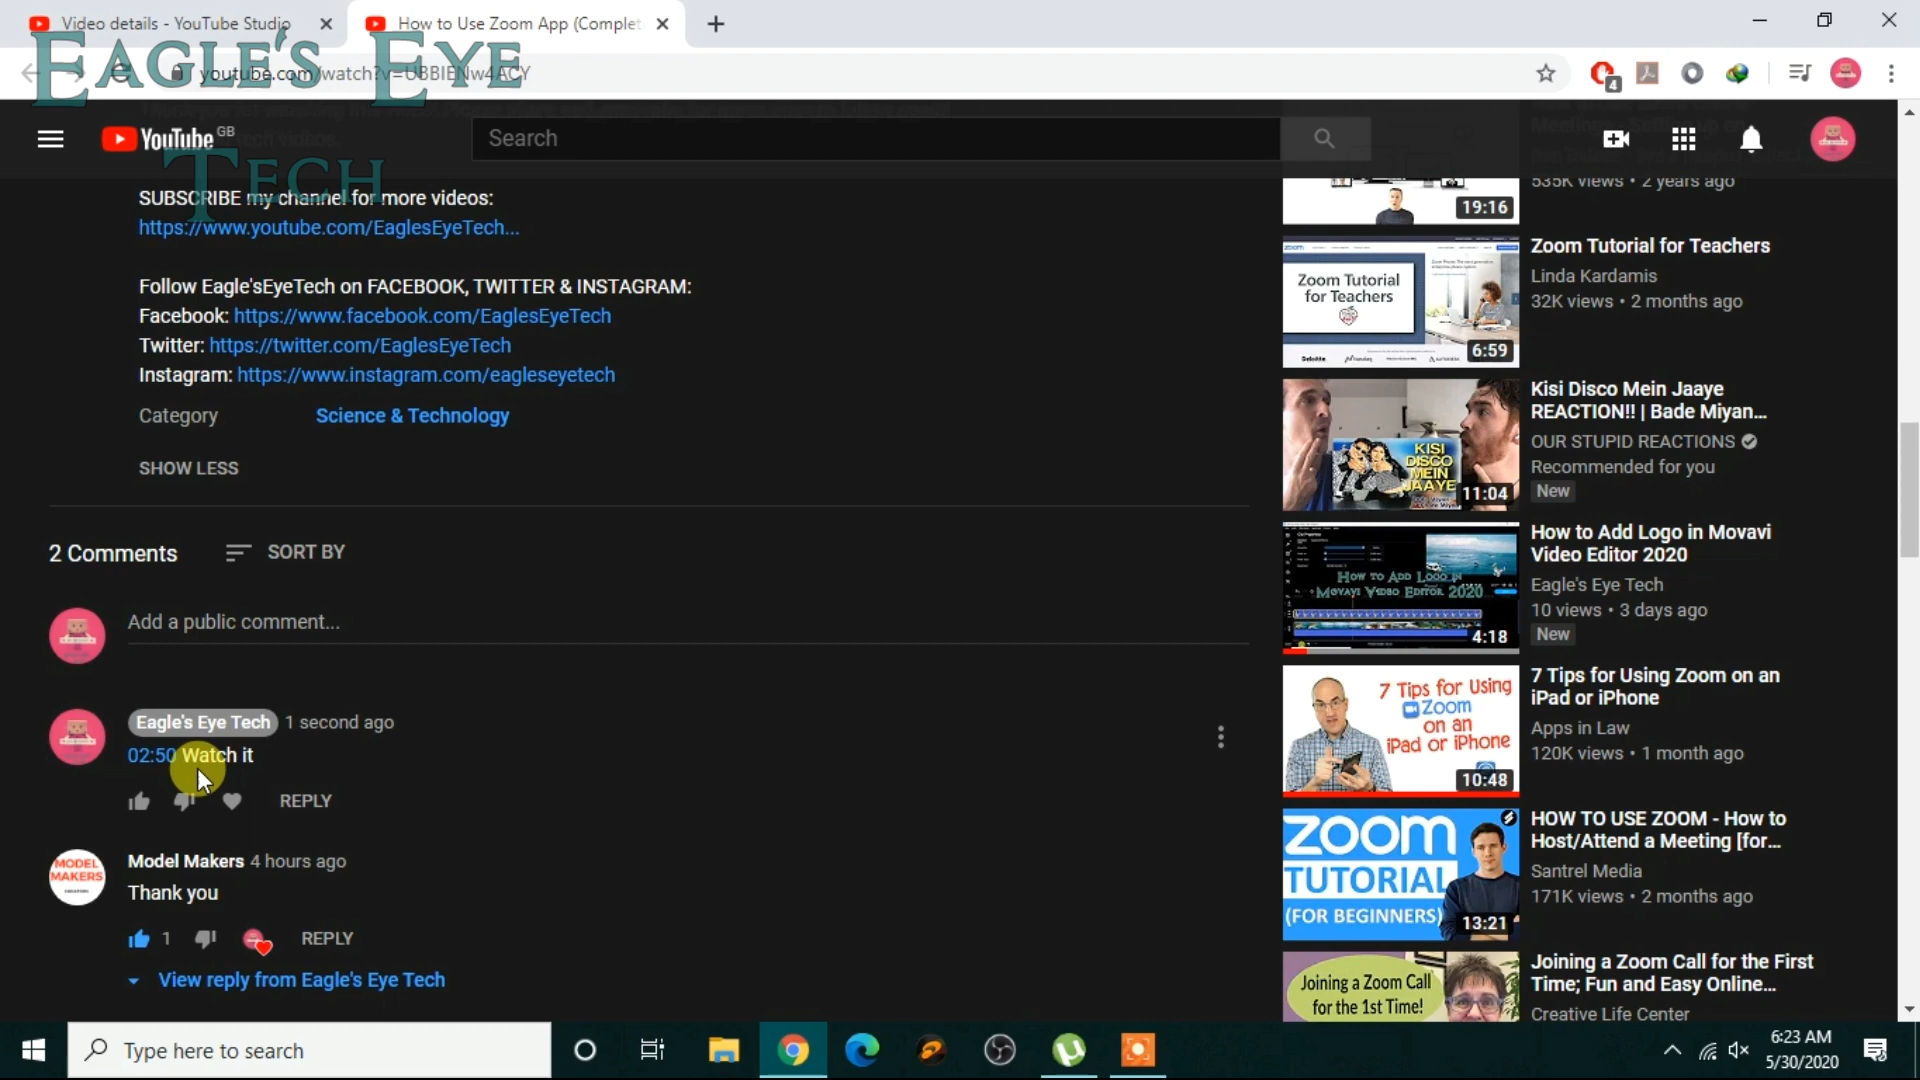 Video details - YouTube Studio
How to Use Zoom App (Complet
youtube.com/watch?v=U8BIENw4ACY
EAGLE'S EYE
TECH
4
YouTube GB
Search
SUBSCRIBE my channel for more videos:
https://www.youtube.com/EaglesEyeTech...
Follow Eagle'sEyeTech on FACEBOOK, TWITTER & INSTAGRAM:
Facebook: https://www.facebook.com/EaglesEyeTech
Twitter: https://twitter.com/EaglesEyeTech
Instagram: https://www.instagram.com/eagleseyetech
Category Science & Technology
SHOW LESS
2 Comments SORT BY
Add a public comment...
Eagle's Eye Tech 1 second ago
02:50 Watch it
REPLY
MODEL
MAKERS
Model Makers 4 hours ago
Thank you
1 REPLY
View reply from Eagle's Eye Tech
535K views • 2 years ago
19:16
zoom
Zoom Tutorial
for Teachers
Deloitte
6:59
Zoom Tutorial for Teachers
Linda Kardamis
32K views • 2 months ago
KISI
DISCO
MEIN
JAAYE
11:04
Kisi Disco Mein Jaaye
REACTION!! | Bade Miyan...
OUR STUPID REACTIONS
Recommended for you
New
HOW TO ADD LOGO IN
MOVAVI VIDEO EDITOR 2020
4:18
How to Add Logo in Movavi
Video Editor 2020
Eagle's Eye Tech
10 views • 3 days ago
New
7 Tips for Using
Zoom
on an
iPad or iPhone
10:48
7 Tips for Using Zoom on an
iPad or iPhone
Apps in Law
120K views • 1 month ago
ZOOM
TUTORIAL
(FOR BEGINNERS)
13:21
HOW TO USE ZOOM - How to
Host/Attend a Meeting [for...
Santrel Media
171K views • 2 months ago
Joining a Zoom Call
for the 1st Time!
Joining a Zoom Call for the First
Time; Fun and Easy Online...
Creative Life Center
Type here to search
6:23 AM
5/30/2020